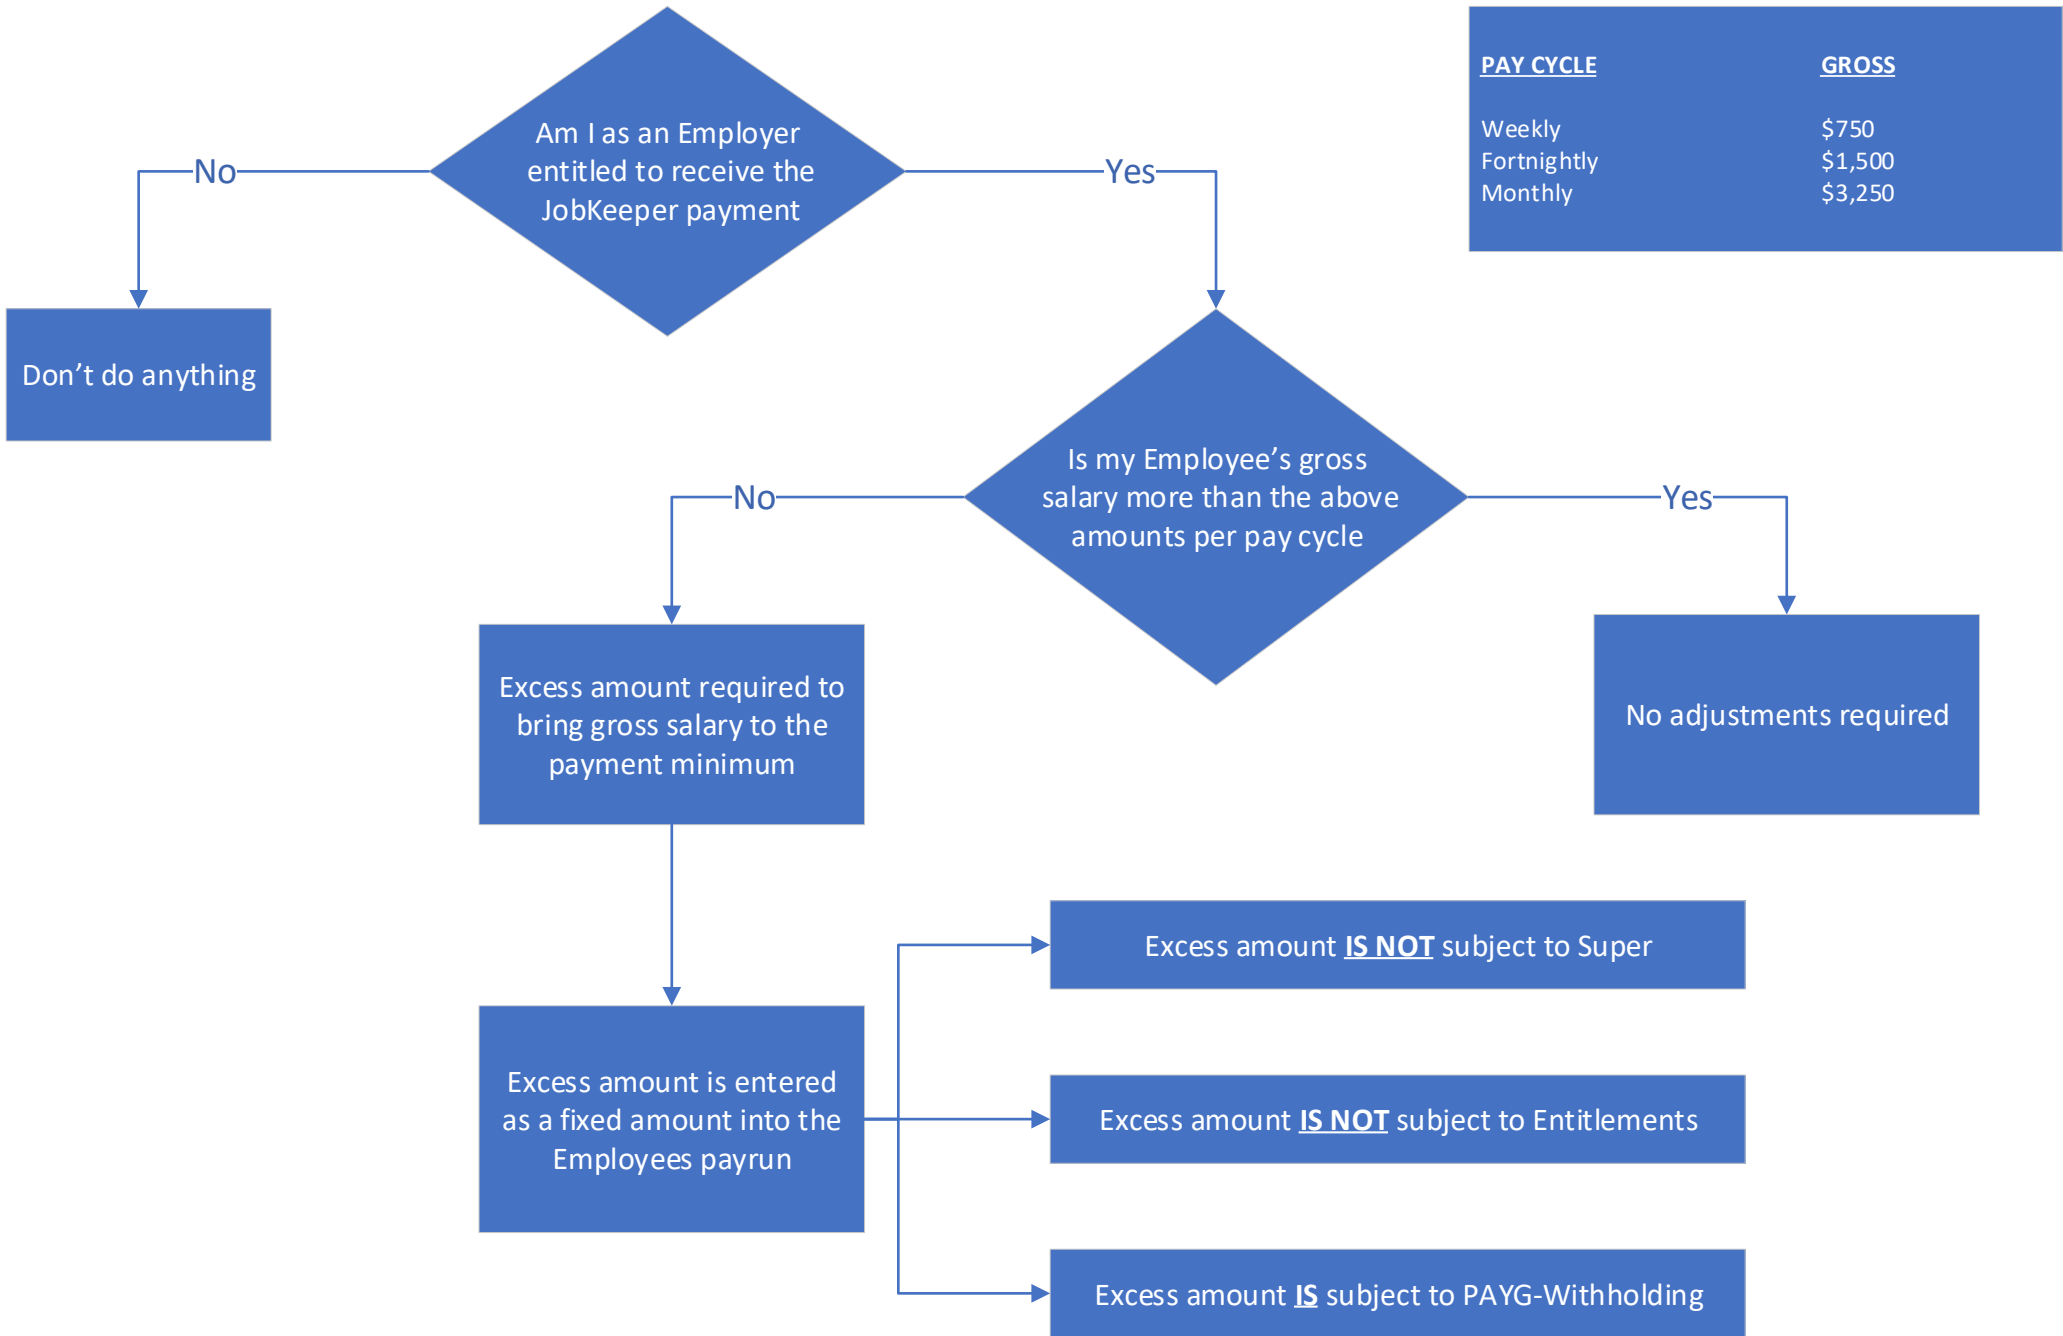 Am I as an Employer
entitled to receive the
JobKeeper payment
PAY CYCLE GROSS
Weekly $750
Fortnightly $1,500
Monthly $3,250
No
Yes
Don’t do anything
Is my Employee’s gross
salary more than the above
amounts per pay cycle
No
Yes
Excess amount required to
bring gross salary to the
payment minimum
No adjustments required
Excess amount is entered
as a fixed amount into the
Employees payrun
Excess amount IS NOT subject to Super
Excess amount IS NOT subject to Entitlements
Excess amount IS subject to PAYG-Withholding